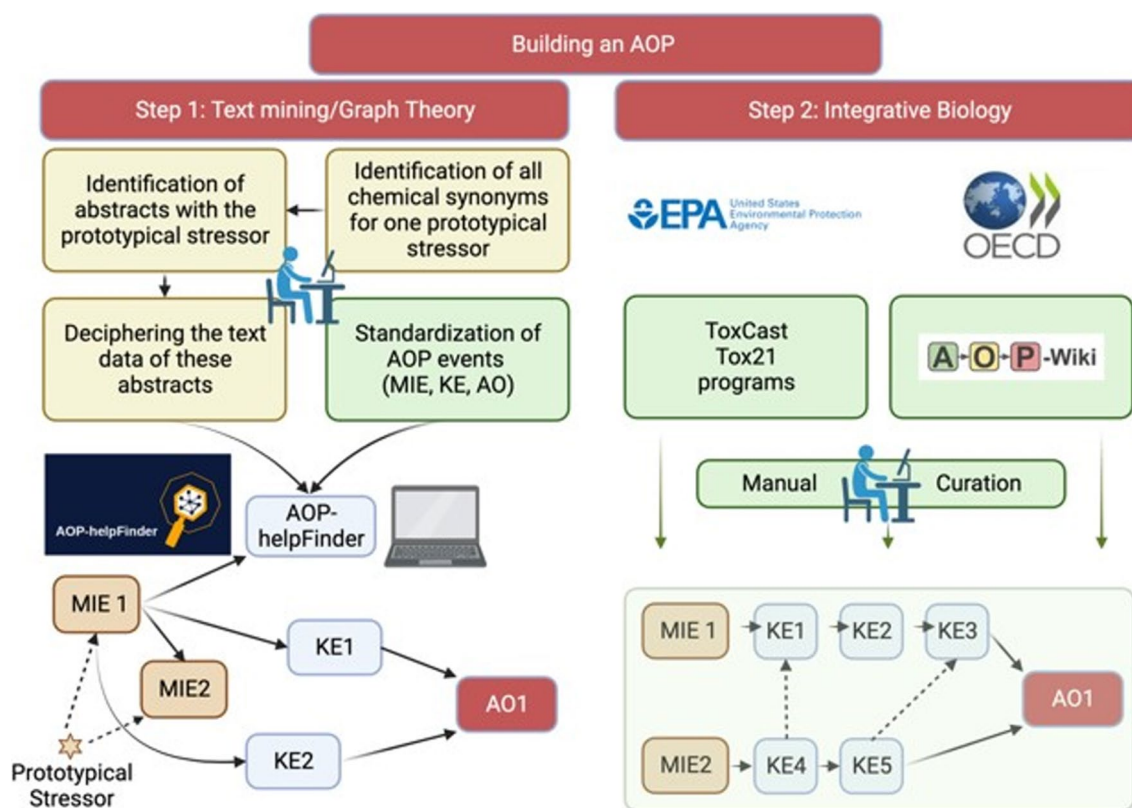 Building an AOP
Step 1: Text mining/Graph Theory
Identification of
abstracts with the
prototypical stressor
Identification of all
chemical synonyms
for one prototypical
stressor
Deciphering the text
data of these
abstracts
Standardization of
AOP events
(MIE, KE, AO)
AOP-helpFinder
AOP-
helpFinder
MIE 1
MIE2
KE1
KE2
AO1
Prototypical
Stressor
Step 2: Integrative Biology
EPA
United States
Environmental Protection
Agency
OECD
ToxCast
Tox21
programs
A O P -Wiki
Manual Curation
MIE 1
KE1
KE2
KE3
AO1
MIE2
KE4
KE5